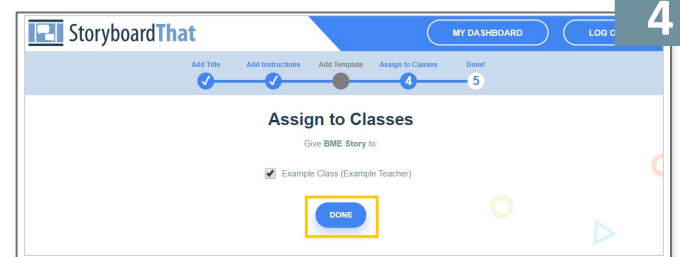 4
StoryboardThat
MY DASHBOARD
LOG O
Add Title Add Instructions Add Template Assign to Classes Done!
4 5
Assign to Classes
Give BME Story to:
Example Class (Example Teacher)
DONE